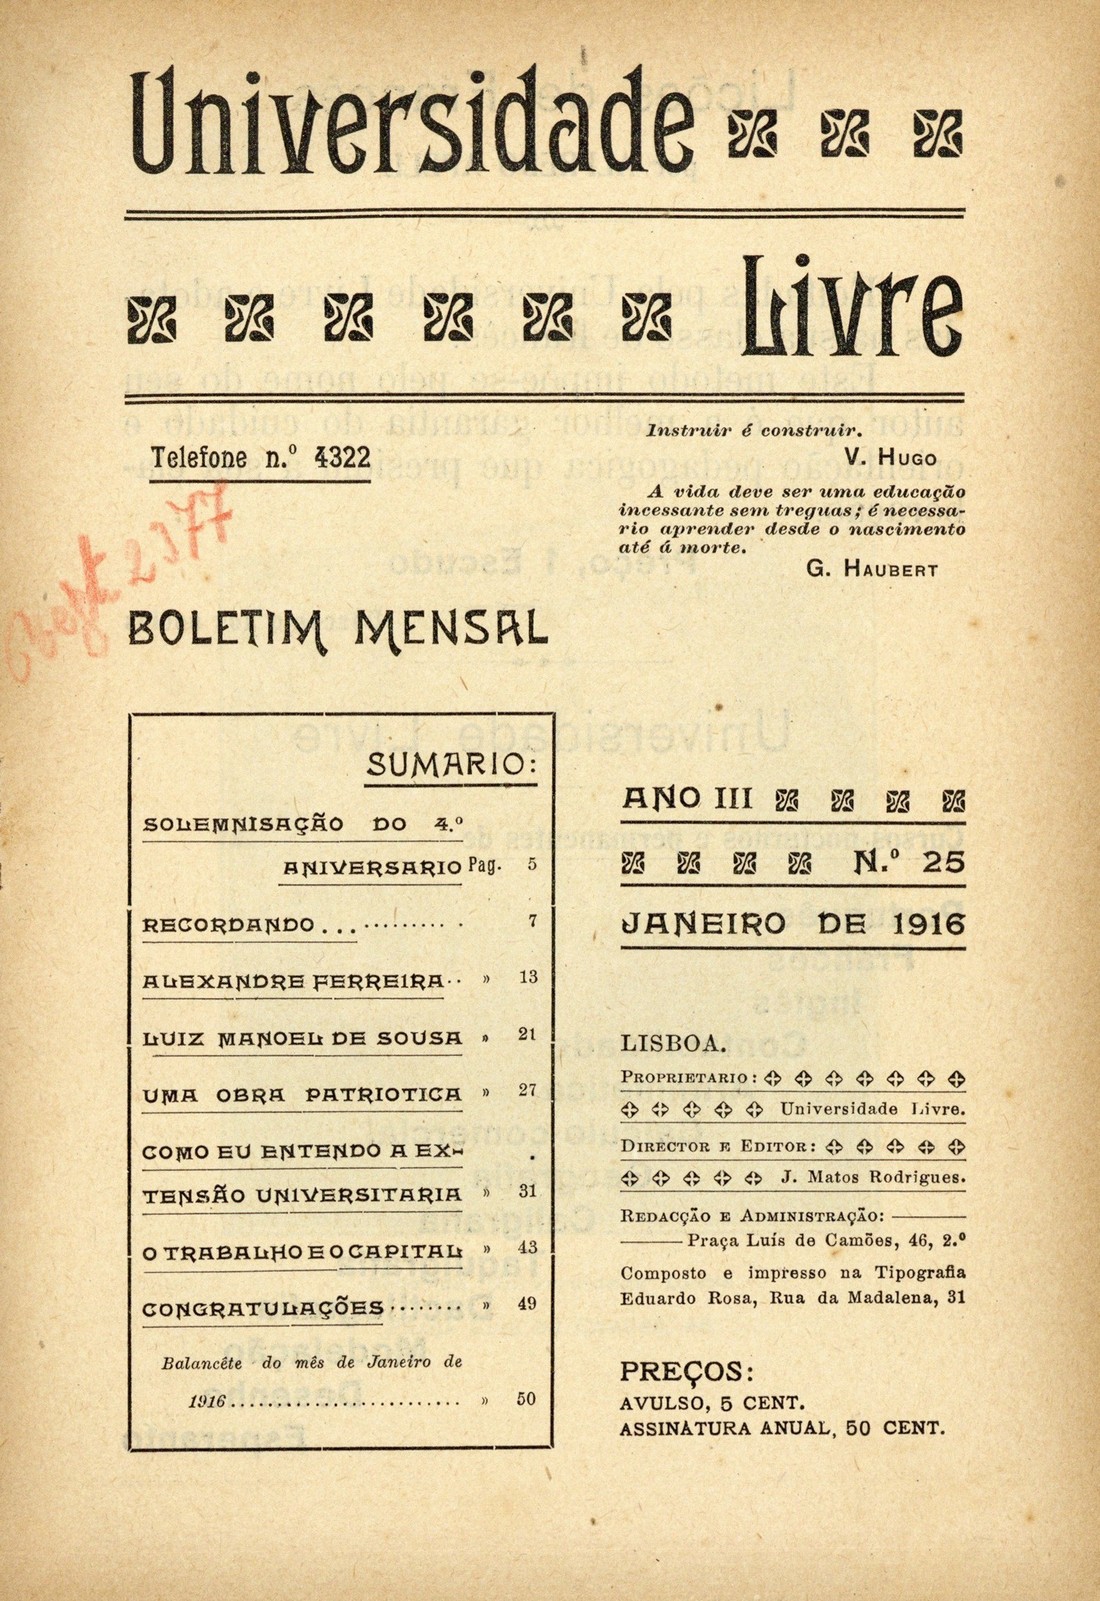 Universidade
Livre
Telefone n.º 4322
Instruir é construir.
V. HUGO
A vida deve ser uma educação
incessante sem treguas; é necessa-
rio aprender desde o nascimento
até á morte.
G. HAUBERT
2377
BOLETIM MENSAL
SUMARIO:
SOLEMNISAÇÃO DO 4.º
ANIVERSARIO Pag. 5
RECORDANDO... .......... 7
ALEXANDRE FERREIRA.. » 13
LUIZ MANOEL DE SOUSA » 21
UMA OBRA PATRIOTICA » 27
COMO EU ENTENDO A EX-
TENSÃO UNIVERSITARIA » 31
O TRABALHO E O CAPITAL » 43
CONGRATULAÇÕES........ » 49
Balancête do mês de Janeiro de
1916........................ » 50
ANO III
N.º 25
JANEIRO DE 1916
LISBOA.
PROPRIETARIO:
Universidade Livre.
DIRECTOR E EDITOR:
J. Matos Rodrigues.
REDACÇÃO E ADMINISTRAÇÃO:
Praça Luís de Camões, 46, 2.º
Composto e impresso na Tipografia
Eduardo Rosa, Rua da Madalena, 31
PREÇOS:
AVULSO, 5 CENT.
ASSINATURA ANUAL, 50 CENT.